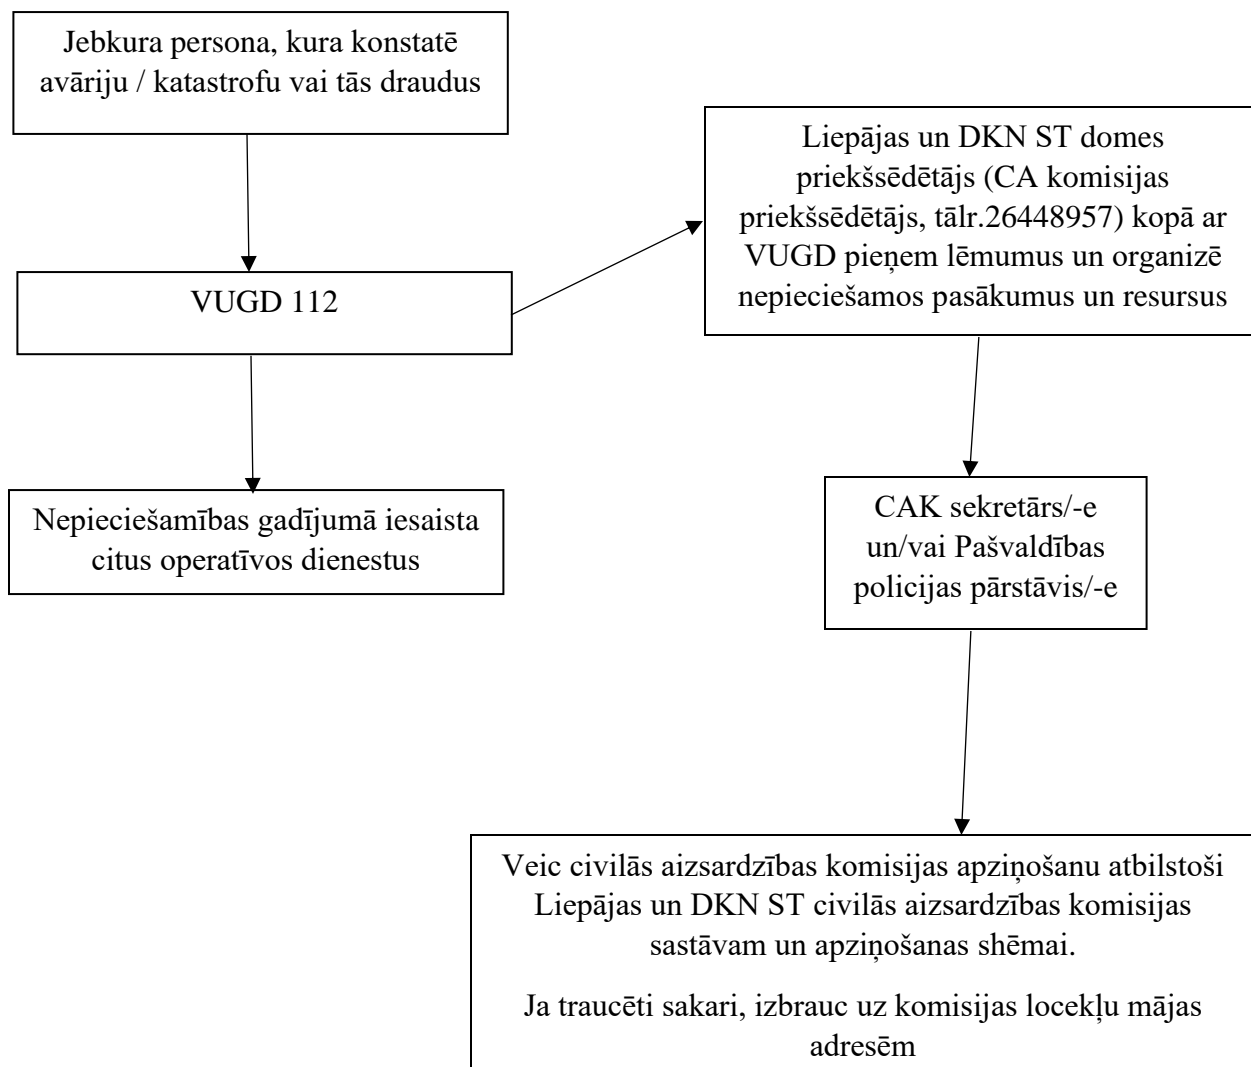 Jebkura persona, kura konstatē
avāriju / katastrofu vai tās draudus
Liepājas un DKN ST domes
priekšsēdētājs (CA komisijas
priekšsēdētājs, tālr.26448957) kopā ar
VUGD pieņem lēmumus un organizē
nepieciešamos pasākumus un resursus
VUGD 112
Nepieciešamības gadījumā iesaista
citus operatīvos dienestus
CAK sekretārs/-e
un/vai Pašvaldības
policijas pārstāvis/-e
Veic civilās aizsardzības komisijas apziņošanu atbilstoši
Liepājas un DKN ST civilās aizsardzības komisijas
sastāvam un apziņošanas shēmai.
Ja traucēti sakari, izbrauc uz komisijas locekļu mājas
adresēm